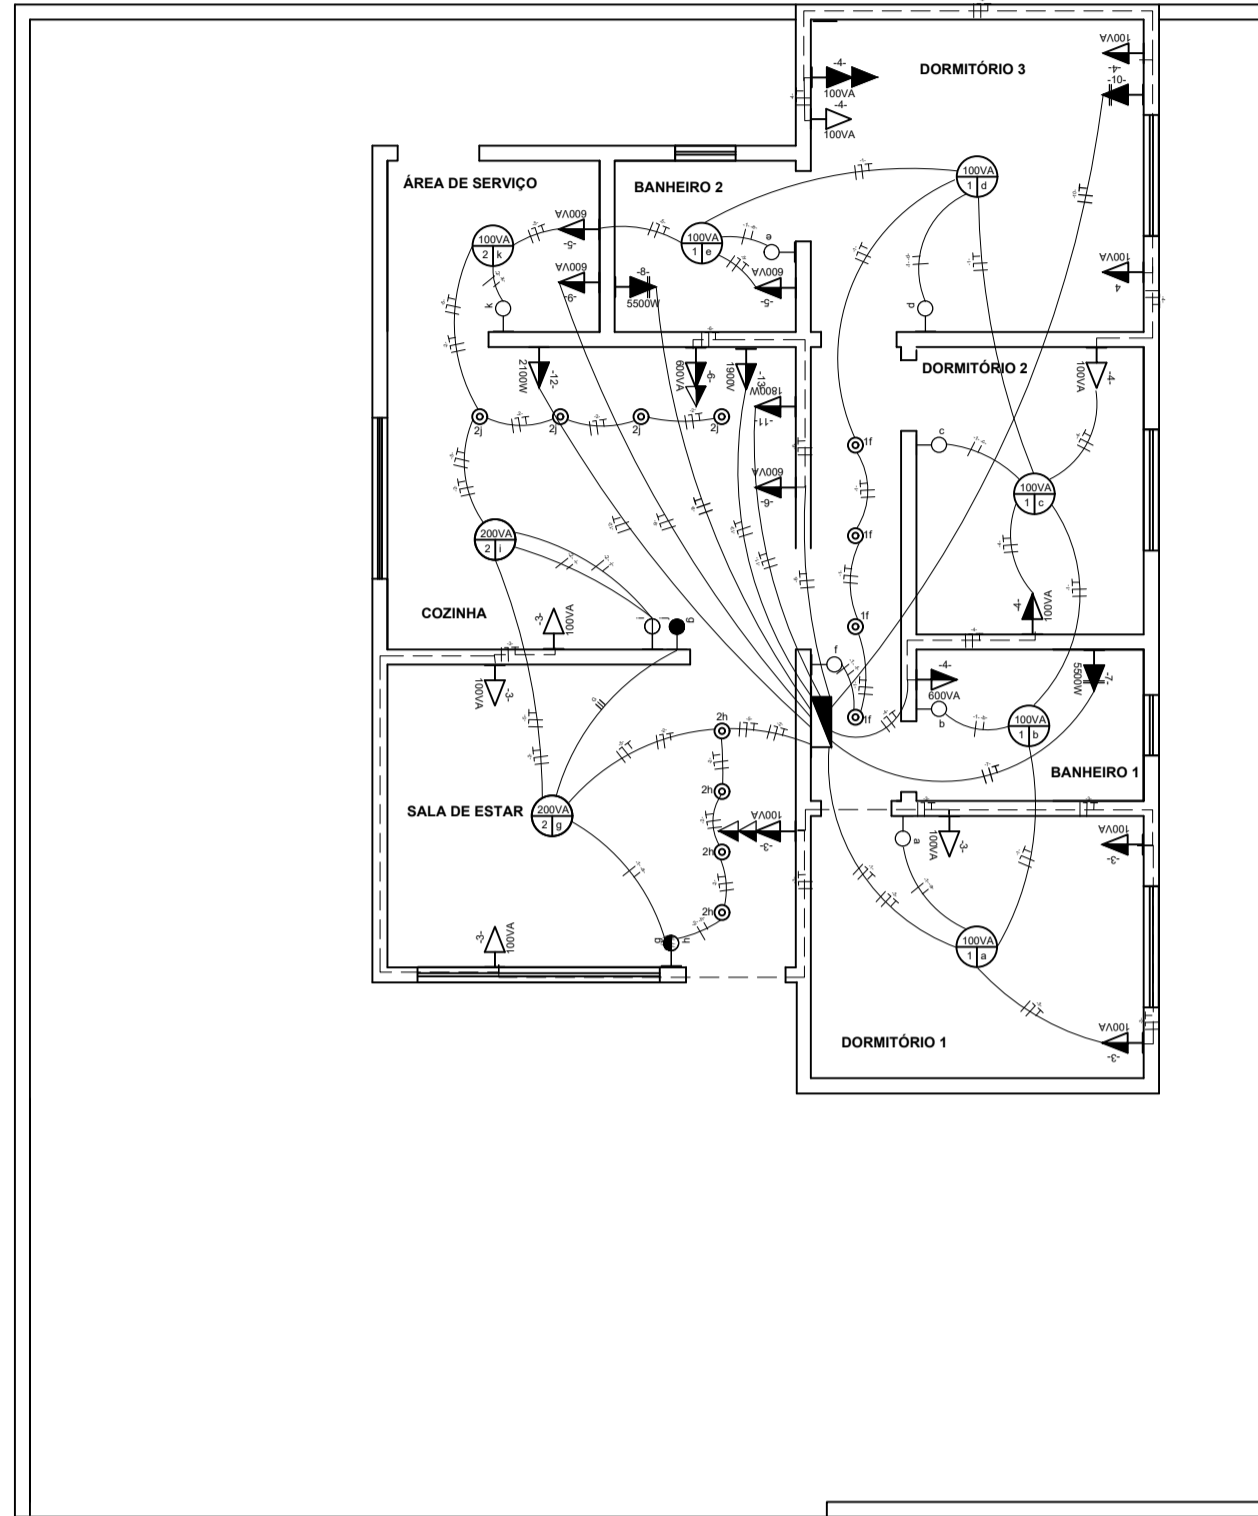 DORMITÓRIO 3
-4-
100VA
-4-
100VA
100VA
-4-
-10-
100VA
1 d
100VA
4
d
ÁREA DE SERVIÇO
100VA
2 k
k
600VA
-5-
600VA
-6-
BANHEIRO 2
100VA
1 e
e
-8-
5500W
600VA
-5-
DORMITÓRIO 2
-4-
100VA
c
100VA
1 c
-4-
100VA
-12-
2100W
-6-
600VA
-13-
1900V
1800W
-11-
600VA
-6-
2j
2j
2j
2j
1f
1f
1f
1f
f
200VA
2 i
COZINHA
-3-
100VA
i
j
g
-3-
100VA
-4-
600VA
b
100VA
1 b
-7-
5500W
BANHEIRO 1
SALA DE ESTAR
200VA
2 g
2h
2h
2h
2h
100VA
-3-
g
h
-3-
100VA
a
-3-
100VA
100VA
-3-
100VA
1 a
DORMITÓRIO 1
100VA
-3-